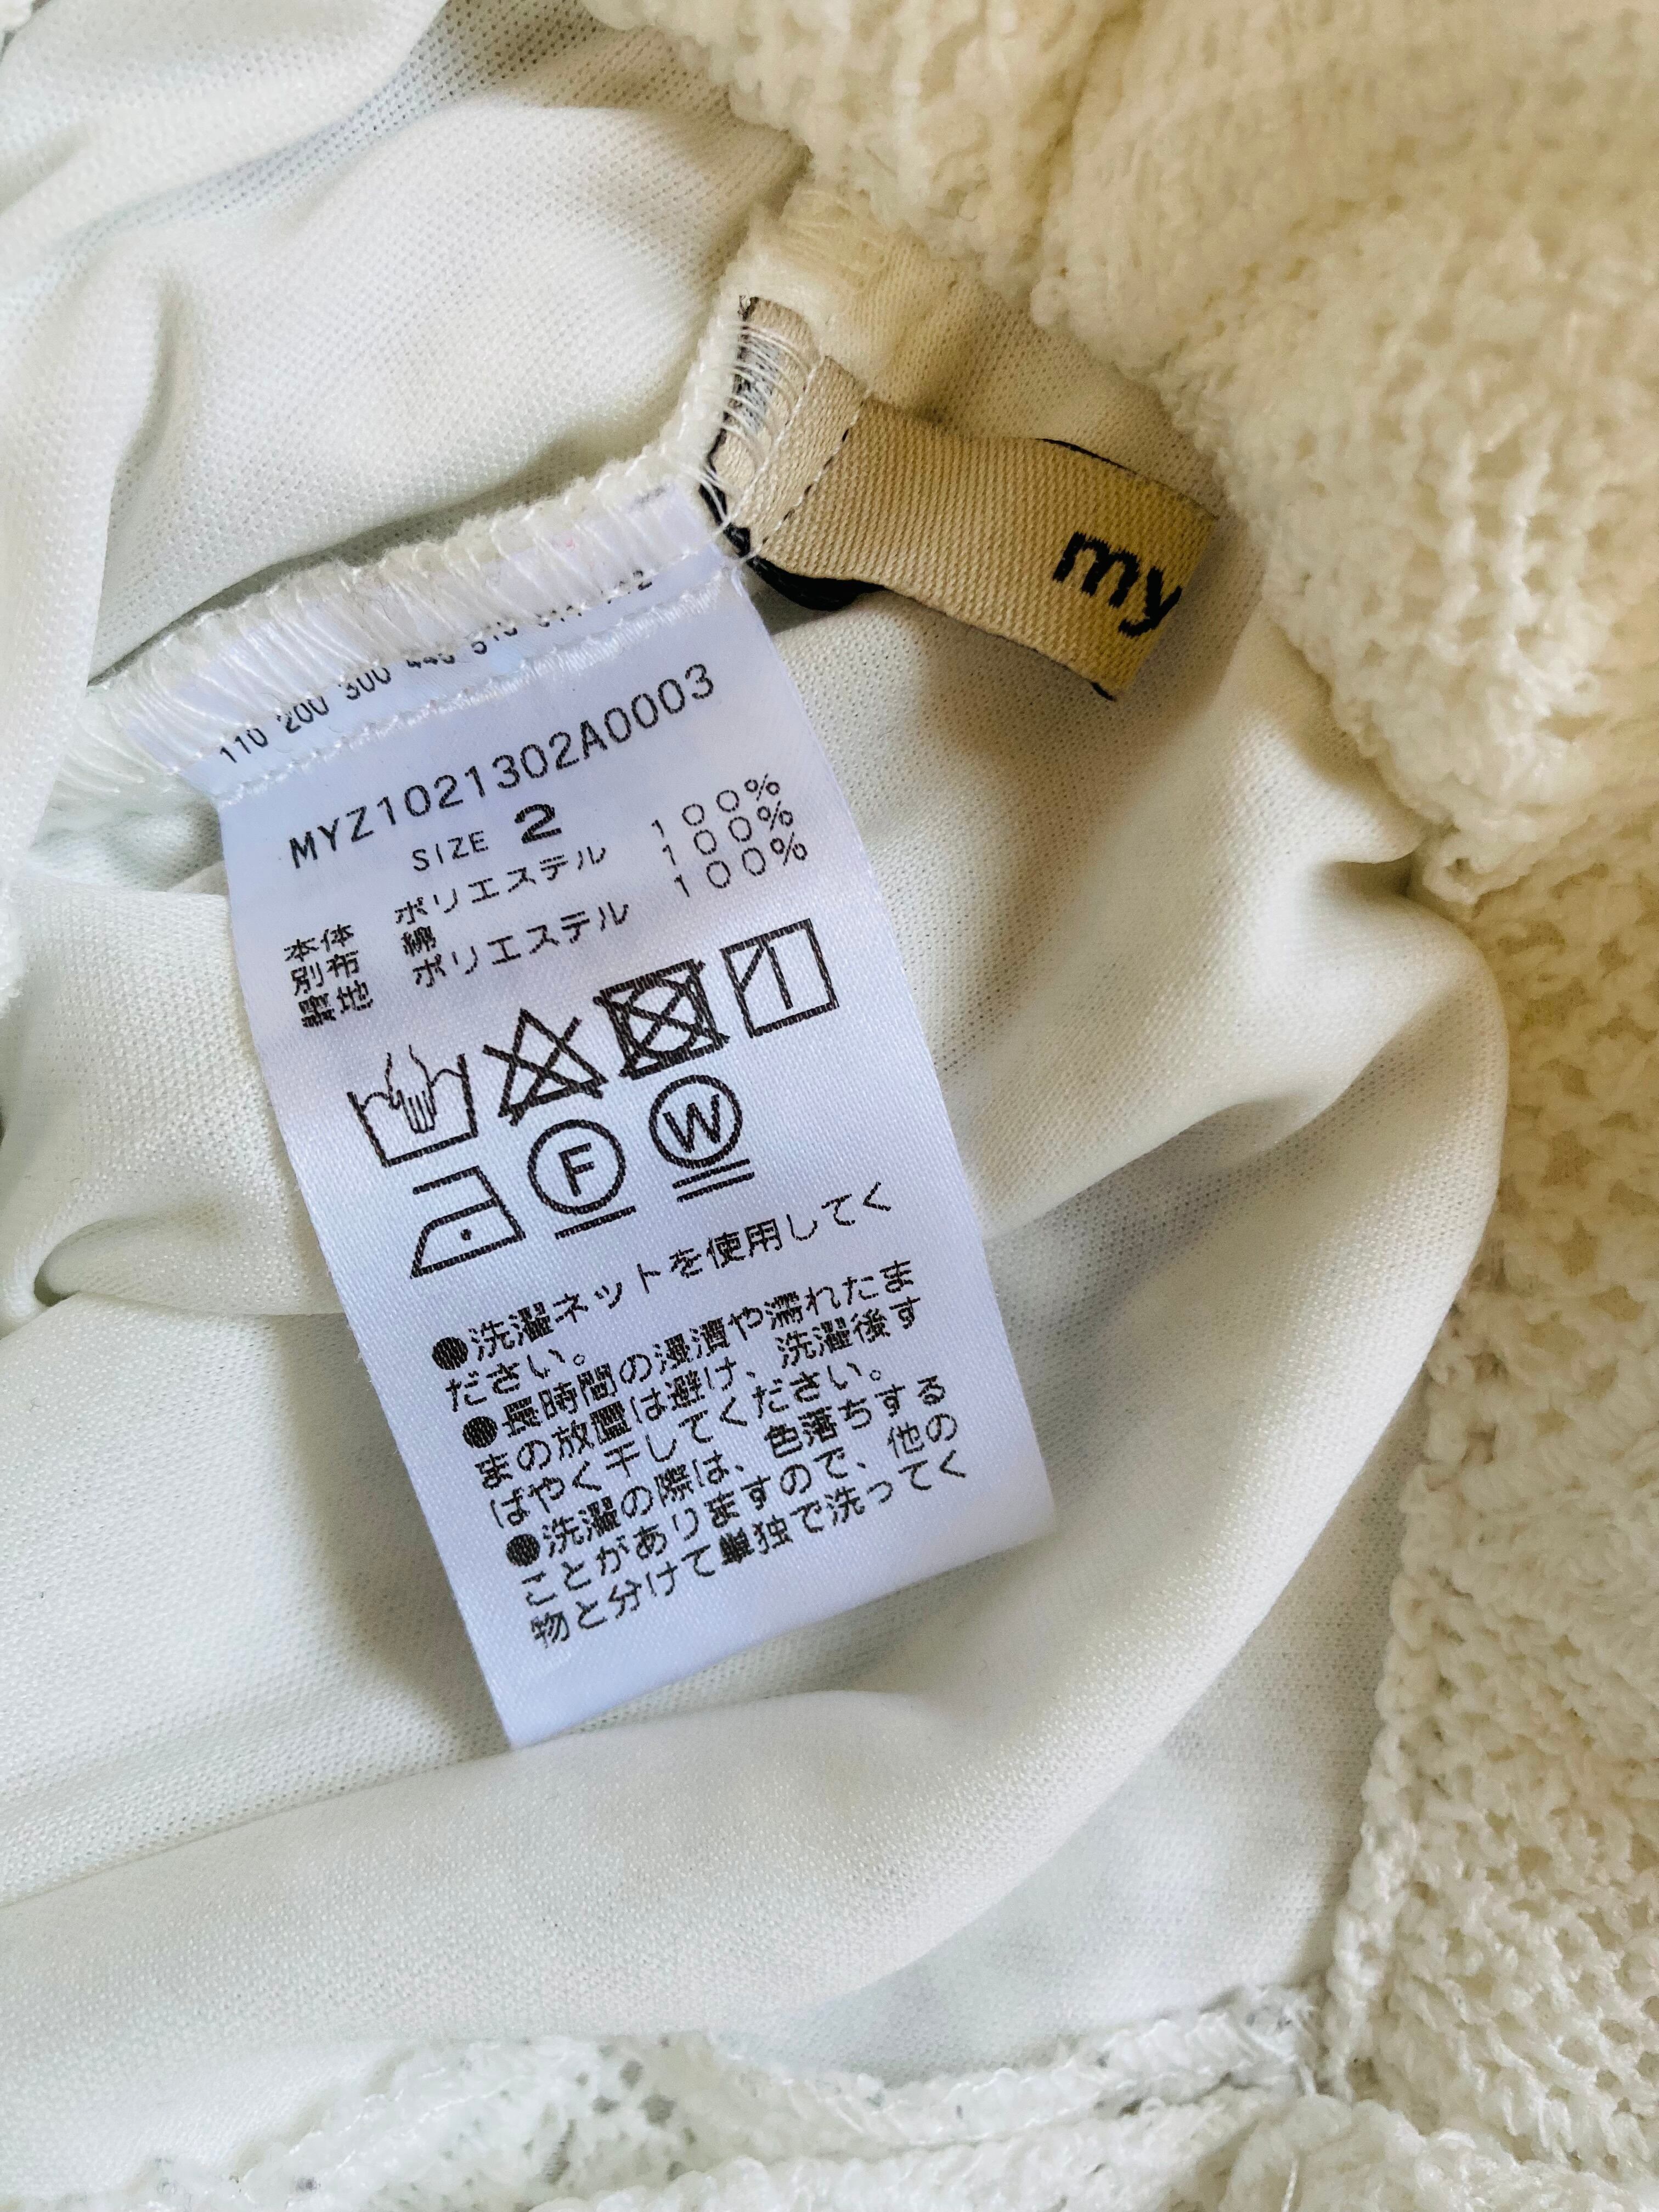 my
110 200 300 440 510 511 712
MYZ1021302A0003
SIZE 2
本体 ポリエステル 100%
別布 綿 100%
裏地 ポリエステル 100%
F W
●洗濯ネットを使用してく
ださい。
●長時間の浸漬や濡れたま
まの放置は避け、洗濯後す
ばやく干してください。
●洗濯の際は、色落ちする
ことがありますので、他の
物と分けて単独で洗ってく